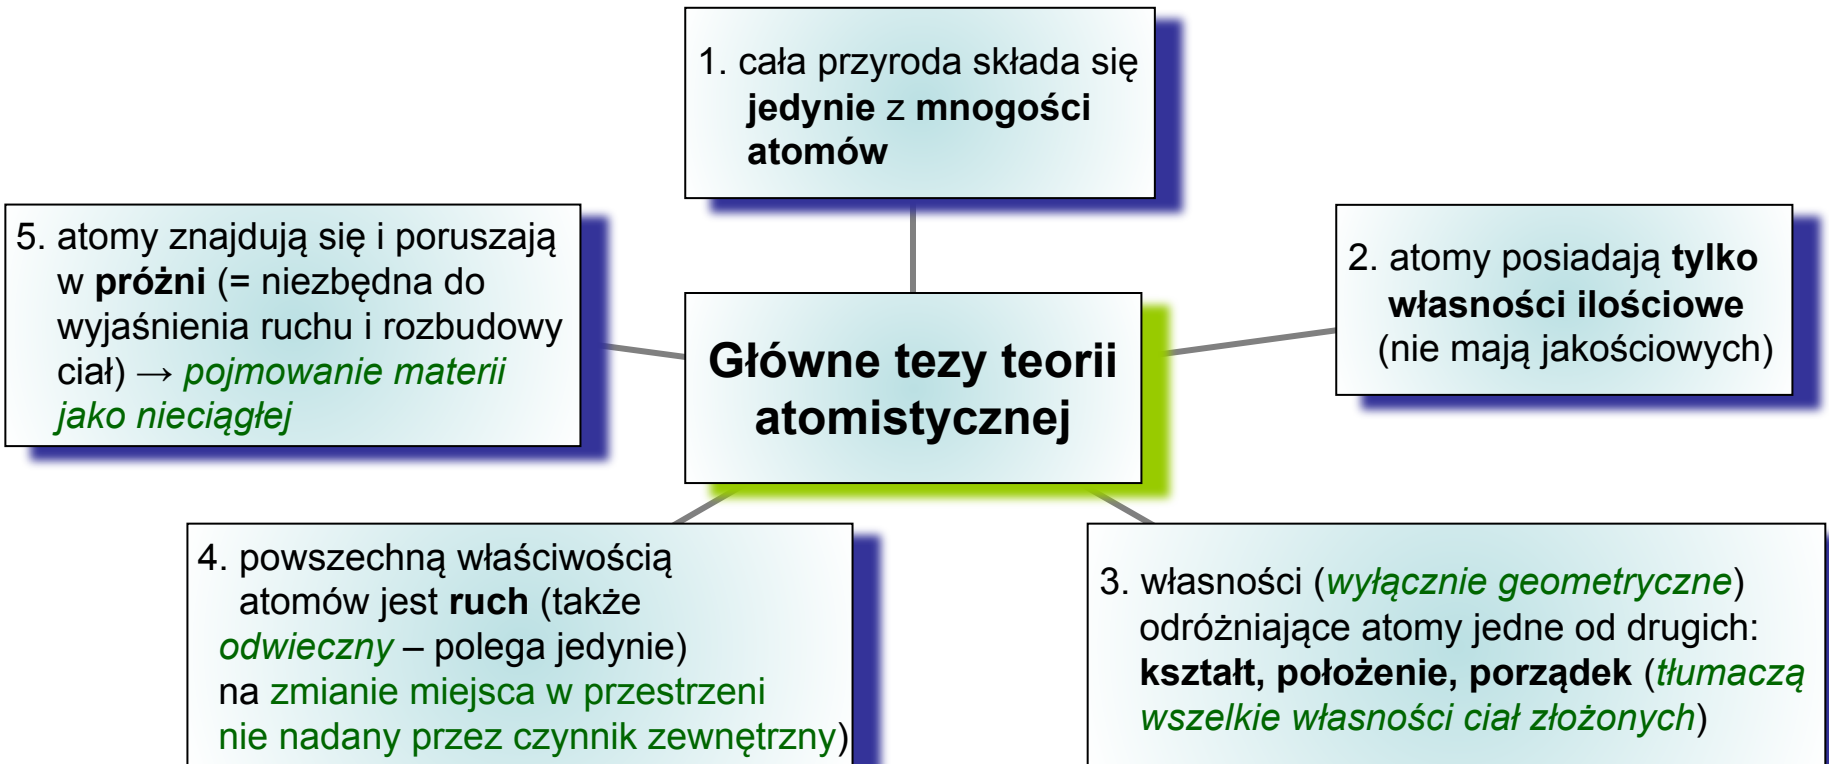 Główne tezy teorii
atomistycznej
1. cała przyroda składa się
jedynie z mnogości
atomów
2. atomy posiadają tylko
własności ilościowe
(nie mają jakościowych)
3. własności (wyłącznie geometryczne)
odróżniające atomy jedne od drugich:
kształt, położenie, porządek (tłumaczą
wszelkie własności ciał złożonych)
4. powszechną właściwością
atomów jest ruch (także
odwieczny – polega jedynie)
na zmianie miejsca w przestrzeni
nie nadany przez czynnik zewnętrzny)
5. atomy znajdują się i poruszają
w próżni (= niezbędna do
wyjaśnienia ruchu i rozbudowy
ciał) → pojmowanie materii
jako nieciągłej